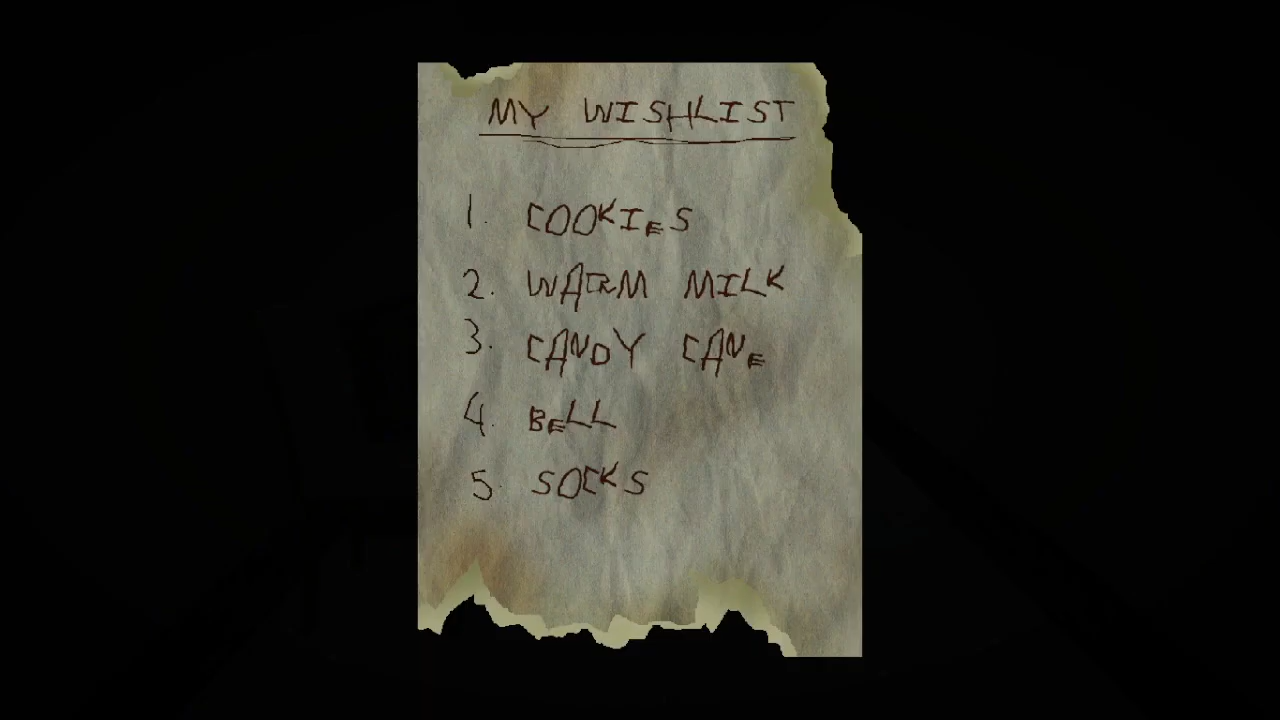 MY WISHLIST
1. COOKIES
2. WARM MILK
3. CANDY CANE
4. BELL
5. SOCKS